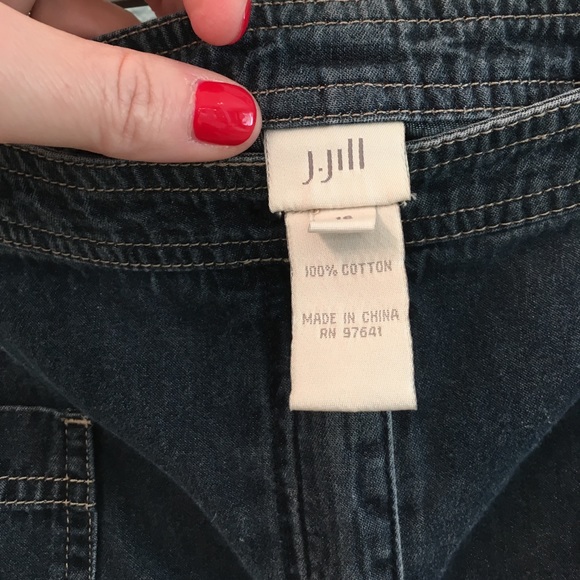 J.Jill
100% COTTON
MADE IN CHINA
RN 97641